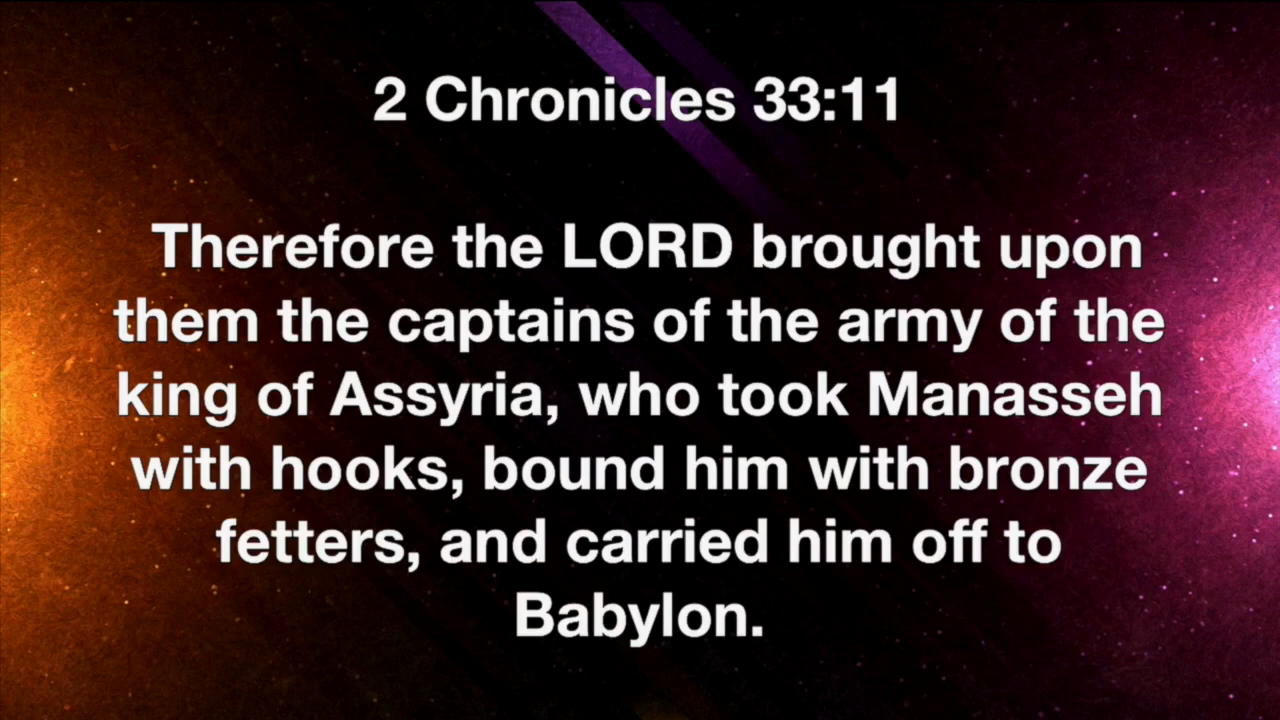 2 Chronicles 33:11
Therefore the LORD brought upon
them the captains of the army of the
king of Assyria, who took Manasseh
with hooks, bound him with bronze
fetters, and carried him off to
Babylon.